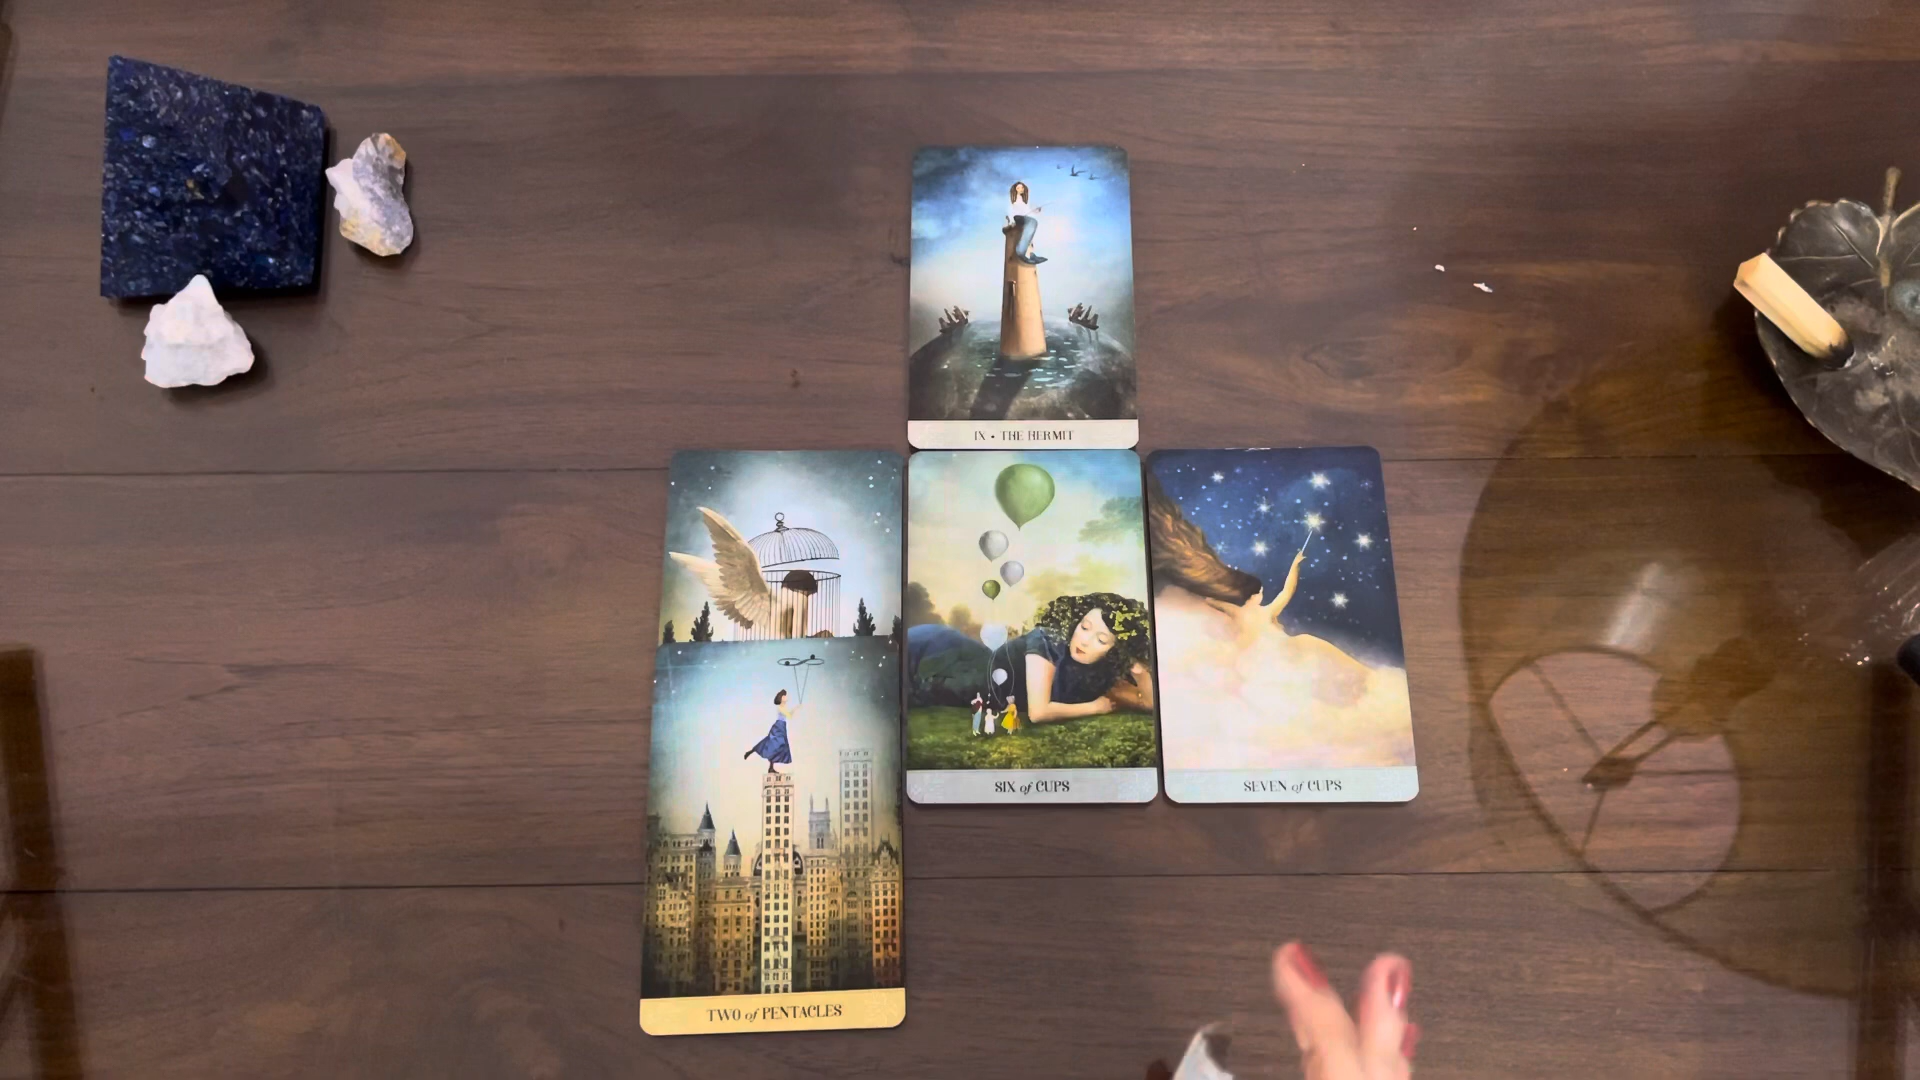 IX • THE HERMIT
SIX of CUPS
SEVEN of CUPS
TWO of PENTACLES